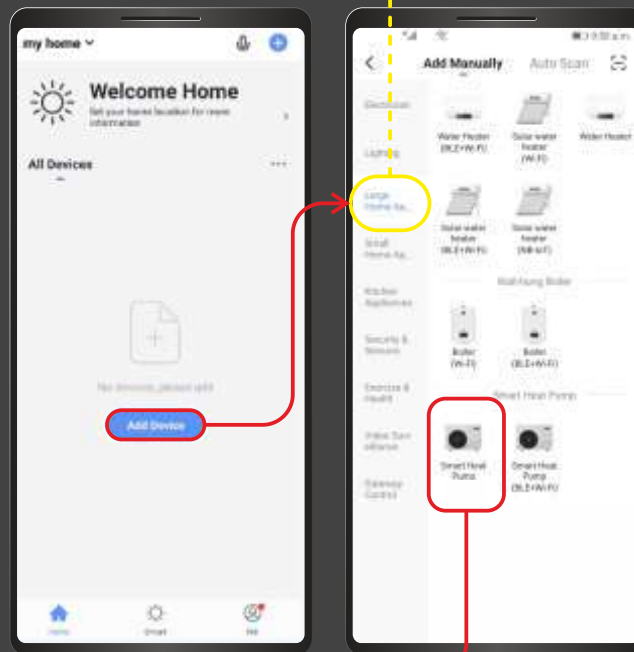 my home
Welcome Home
Set your home location for more
information
All Devices
No devices, please add
Add Device
Home
Smart
Me
Add Manually
Auto Scan
Electrician
Lighting
Large
Home Ap...
Small
Home Ap...
Kitchen
Appliances
Security &
Sensors
Exercise &
Health
Video Surv
eillance
Gateway
Control
Water Heater
(BLE+Wi-Fi)
Solar water
heater
(Wi-Fi)
Water Heater
Solar water
heater
(BLE+Wi-Fi)
Solar water
heater
(NB-IoT)
Wall-hung Boiler
Boiler
(Wi-Fi)
Boiler
(BLE+Wi-Fi)
Smart Heat Pump
Smart Heat
Pump
Smart Heat
Pump
(BLE+Wi-Fi)